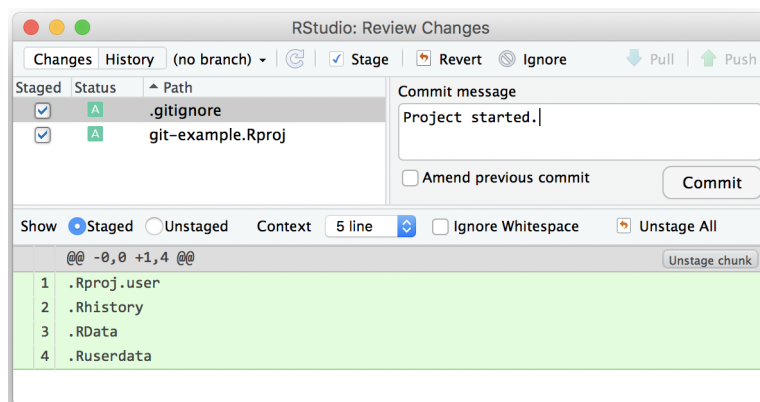 RStudio: Review Changes
Changes History (no branch) Stage Revert Ignore Pull Push
Staged Status Path
A .gitignore
A git-example.Rproj
Commit message
Project started.
Amend previous commit
Commit
Show Staged Unstaged Context 5 line Ignore Whitespace Unstage All
@@ -0,0 +1,4 @@ Unstage chunk
1 .Rproj.user
2 .Rhistory
3 .RData
4 .Ruserdata